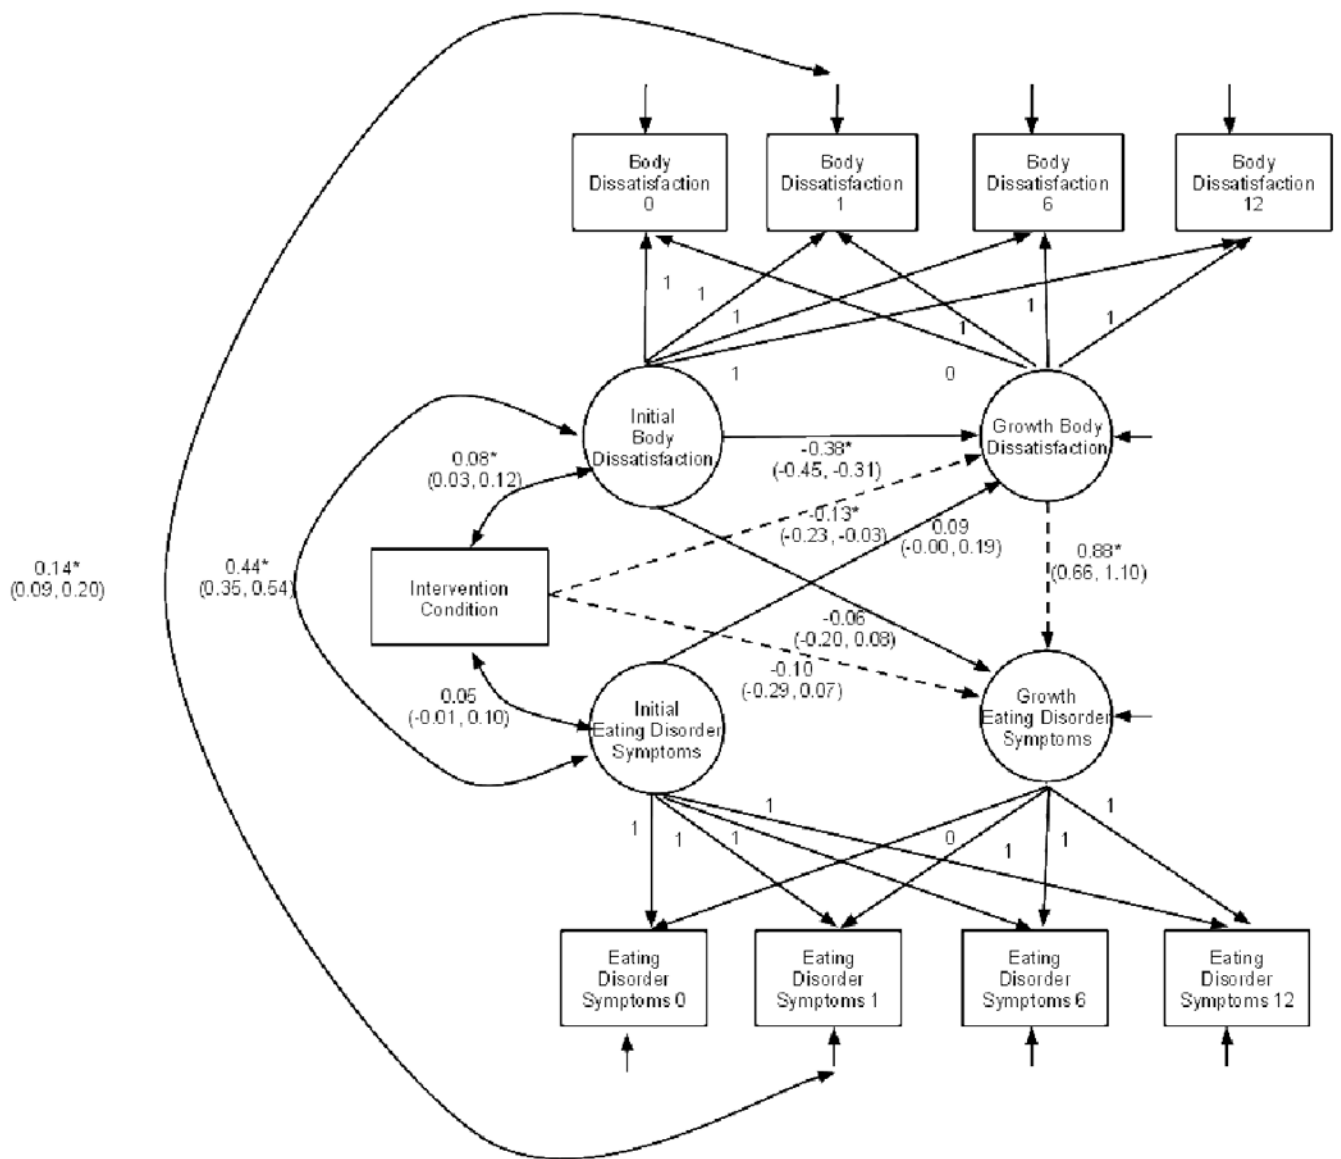 Body
Dissatisfaction
0
Body
Dissatisfaction
1
Body
Dissatisfaction
6
Body
Dissatisfaction
12
1
1
1
1
1
1
1
0
Initial
Body
Dissatisfaction
Growth Body
Dissatisfaction
-0.38*
(-0.45, -0.31)
0.08*
(0.03, 0.12)
-0.13*
(-0.23, -0.03)
0.09
(-0.00, 0.19)
0.88*
(0.66, 1.10)
0.14*
(0.09, 0.20)
0.44*
(0.35, 0.54)
Intervention
Condition
-0.06
(-0.20, 0.08)
-0.10
(-0.29, 0.07)
0.05
(-0.01, 0.10)
Initial
Eating Disorder
Symptoms
Growth
Eating Disorder
Symptoms
1
1
1
1
0
1
1
1
Eating
Disorder
Symptoms 0
Eating
Disorder
Symptoms 1
Eating
Disorder
Symptoms 6
Eating
Disorder
Symptoms 12